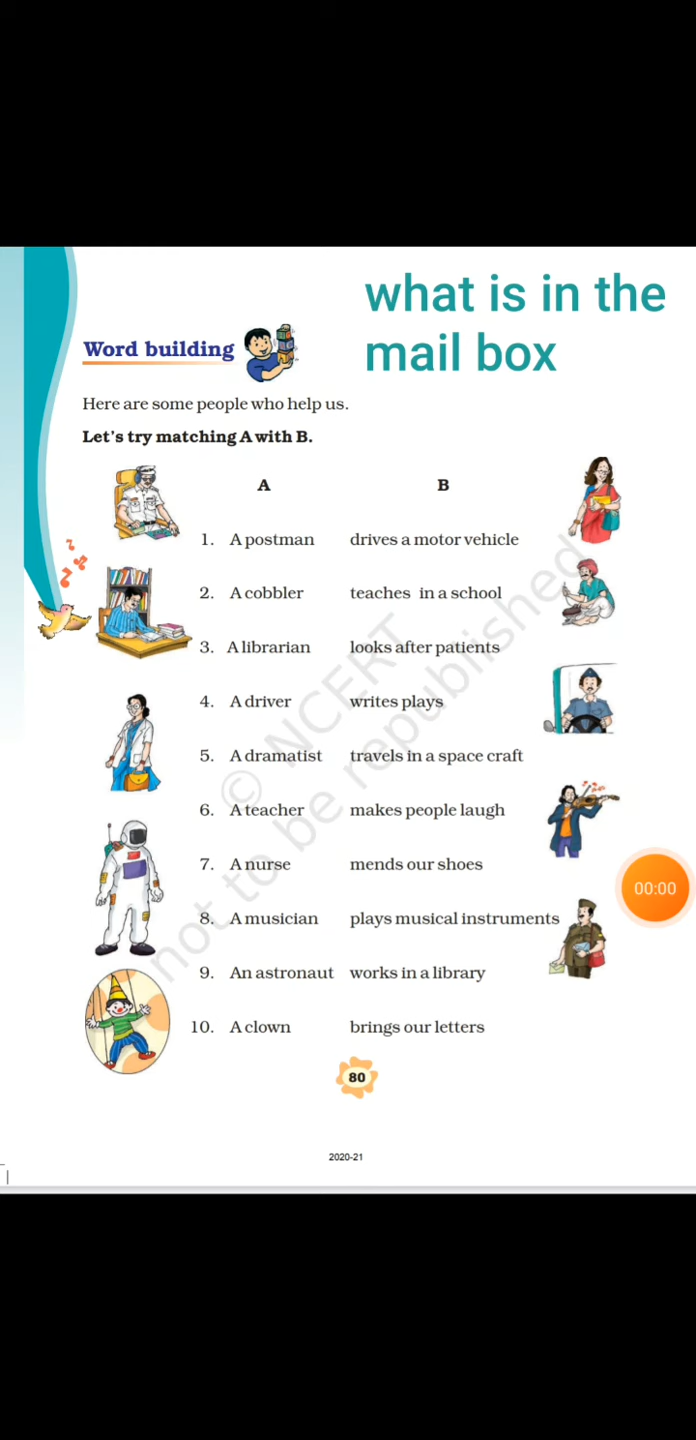 what is in the
mail box
Word building
Here are some people who help us.
Let's try matching A with B.
A B
1. A postman drives a motor vehicle
2. A cobbler teaches in a school
3. A librarian looks after patients
4. A driver writes plays
5. A dramatist travels in a space craft
6. A teacher makes people laugh
7. A nurse mends our shoes
8. A musician plays musical instruments
9. An astronaut works in a library
10. A clown brings our letters
© NCERT
not to be republished
00:00
80
2020-21